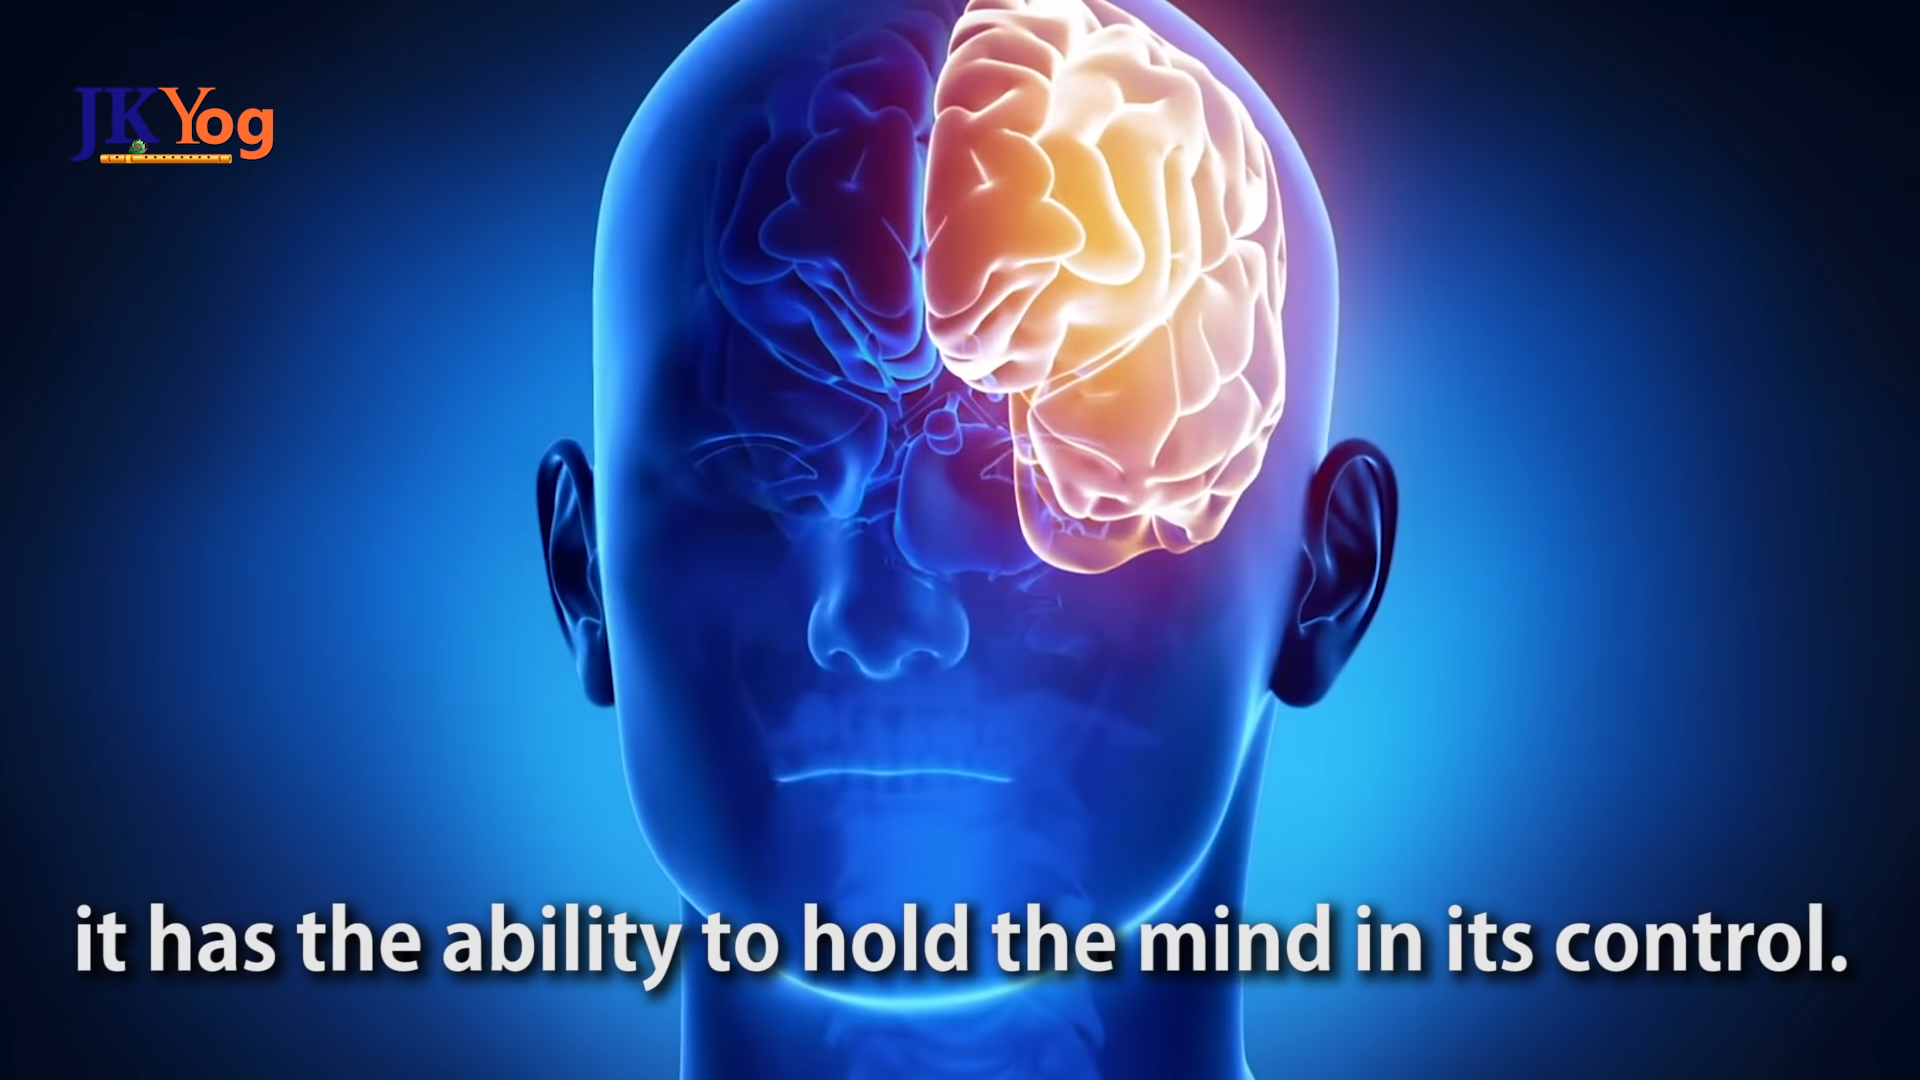 JKYog
it has the ability to hold the mind in its control.